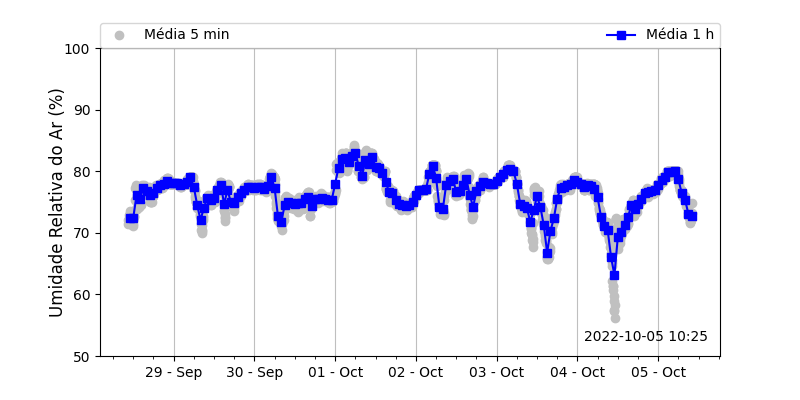 Média 5 min
Média 1 h
Umidade Relativa do Ar (%)
100
90
80
70
60
50
2022-10-05 10:25
29 - Sep
30 - Sep
01 - Oct
02 - Oct
03 - Oct
04 - Oct
05 - Oct